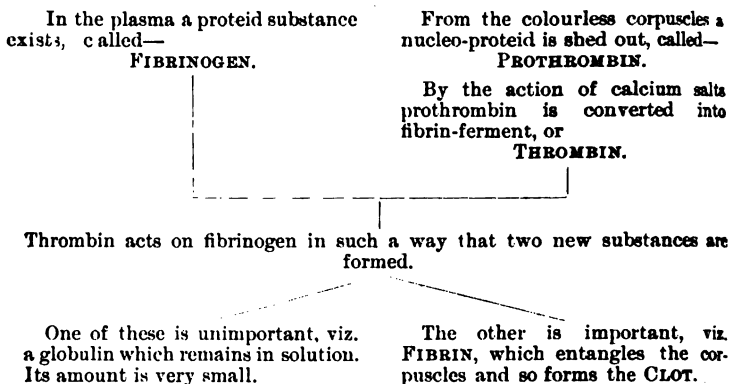 In the plasma a proteid substance
exists, called—
FIBRINOGEN.
From the colourless corpuscles a
nucleo-proteid is shed out, called—
PROTHROMBIN.
By the action of calcium salts
prothrombin is converted into
fibrin-ferment, or
THROMBIN.
Thrombin acts on fibrinogen in such a way that two new substances are
formed.
One of these is unimportant, viz.
a globulin which remains in solution.
Its amount is very small.
The other is important, viz.
FIBRIN, which entangles the cor-
puscles and so forms the CLOT.